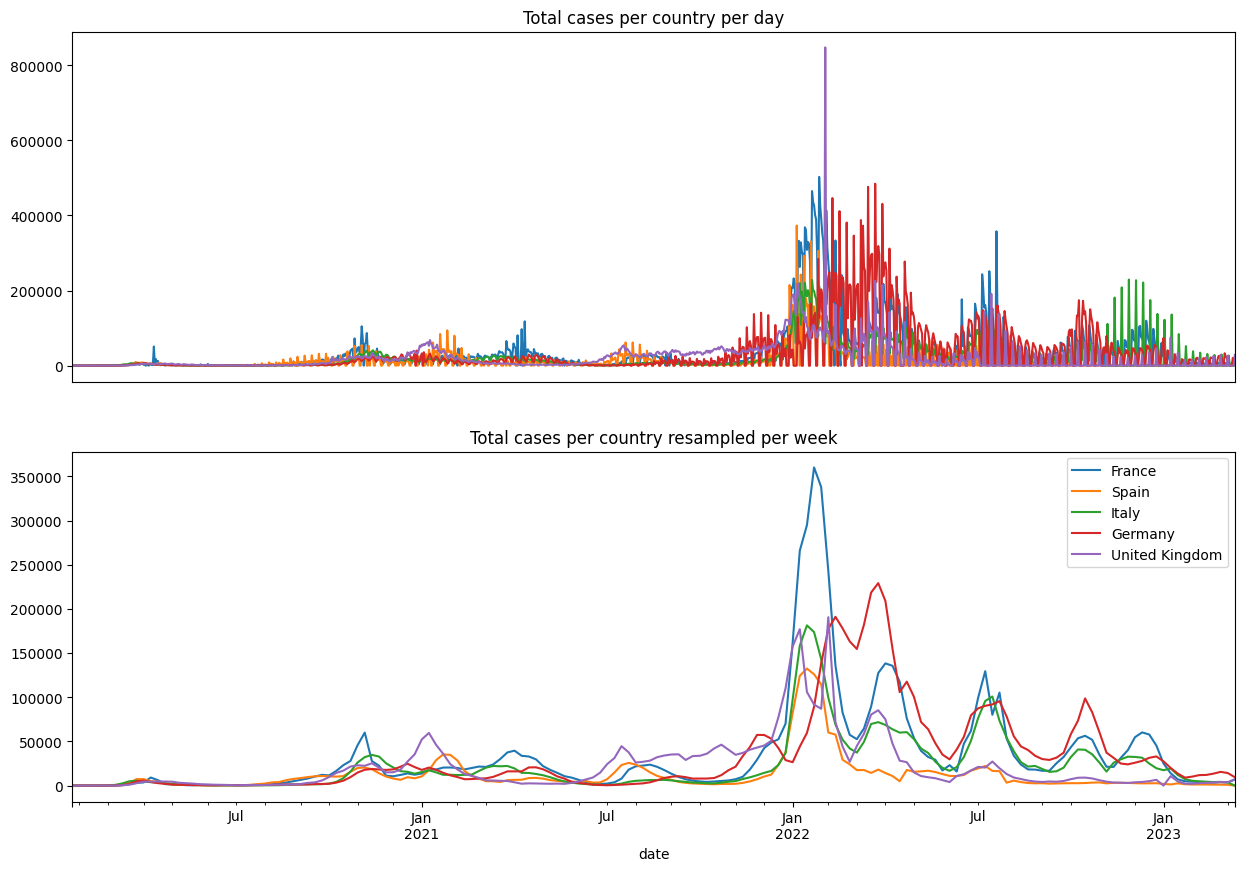 Total cases per country per day
800000
600000
400000
200000
0
Total cases per country resampled per week
350000
300000
250000
200000
150000
100000
50000
0
France
Spain
Italy
Germany
United Kingdom
Jul
Jan
2021
Jul
Jan
2022
Jul
Jan
2023
date